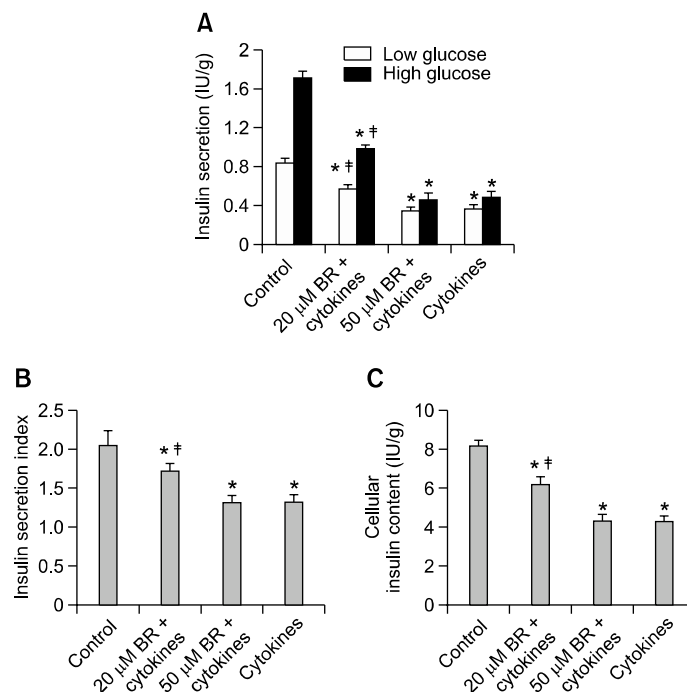 A
Insulin secretion (IU/g)
2
1.6
1.2
0.8
0.4
0
Low glucose
High glucose
* ‡
* ‡
* *
* *
Control
20 μM BR +
cytokines
50 μM BR +
cytokines
Cytokines
B
Insulin secretion index
2.5
2.0
1.5
1.0
0.5
0
* ‡
*
*
Control
20 μM BR +
cytokines
50 μM BR +
cytokines
Cytokines
C
Cellular
insulin content (IU/g)
10
8
6
4
2
0
* ‡
*
*
Control
20 μM BR +
cytokines
50 μM BR +
cytokines
Cytokines